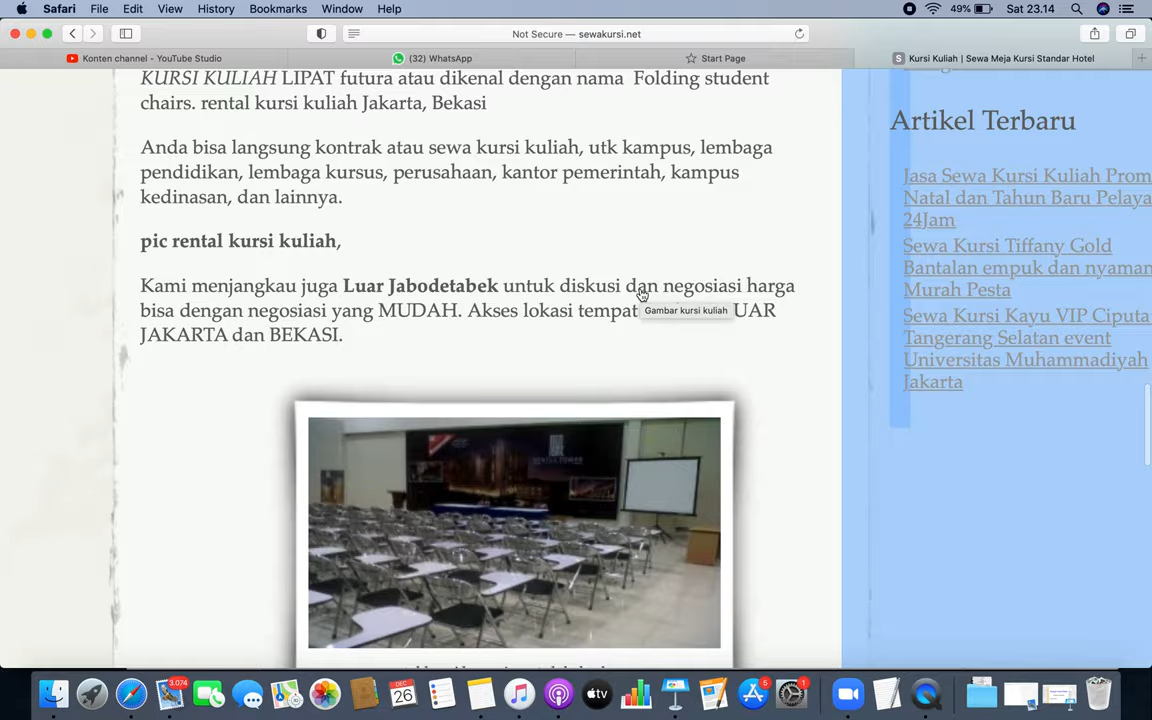 Safari File Edit View History Bookmarks Window Help 49% Sat 23.14
Not Secure — sewakursi.net
Konten channel - YouTube Studio (32) WhatsApp Start Page S Kursi Kuliah | Sewa Meja Kursi Standar Hotel
KURSI KULIAH LIPAT futura atau dikenal dengan nama Folding student
chairs. rental kursi kuliah Jakarta, Bekasi
Anda bisa langsung kontrak atau sewa kursi kuliah, utk kampus, lembaga
pendidikan, lembaga kursus, perusahaan, kantor pemerintah, kampus
kedinasan, dan lainnya.
pic rental kursi kuliah,
Kami menjangkau juga Luar Jabodetabek untuk diskusi dan negosiasi harga
bisa dengan negosiasi yang MUDAH. Akses lokasi tempat UAR
JAKARTA dan BEKASI.
Gambar kursi kuliah
Artikel Terbaru
Jasa Sewa Kursi Kuliah Prom
Natal dan Tahun Baru Pelaya
24Jam
Sewa Kursi Tiffany Gold
Bantalan empuk dan nyaman
Murah Pesta
Sewa Kursi Kayu VIP Ciputa
Tangerang Selatan event
Universitas Muhammadiyah
Jakarta
3.074
DEC
26
tv
5
1